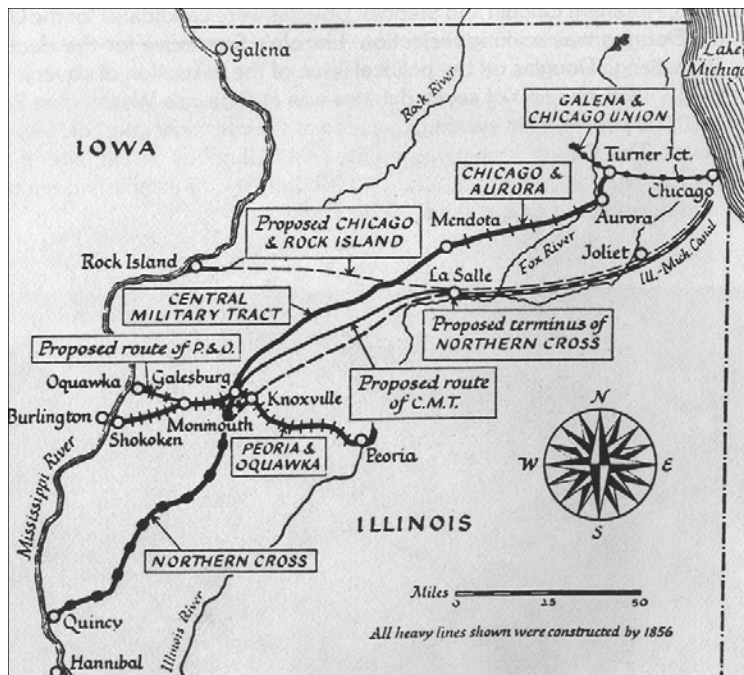 Galena
Rock River
Lake
Michigan
IOWA
GALENA &
CHICAGO UNION
Turner Jct.
CHICAGO &
AURORA
Chicago
Proposed CHICAGO
& ROCK ISLAND
Mendota
Aurora
Fox River
Joliet
Rock Island
La Salle
Ill.-Mich. Canal
CENTRAL
MILITARY TRACT
Proposed terminus of
NORTHERN CROSS
Proposed route of P.&O.
Oquawka
Galesburg
Knoxville
Proposed route
of C.M.T.
Burlington
Shokoken
Monmouth
PEORIA &
OQUAWKA
Peoria
N
W
E
S
Mississippi River
ILLINOIS
NORTHERN CROSS
Miles
0
25
50
Quincy
Illinois River
All heavy lines shown were constructed by 1856
Hannibal